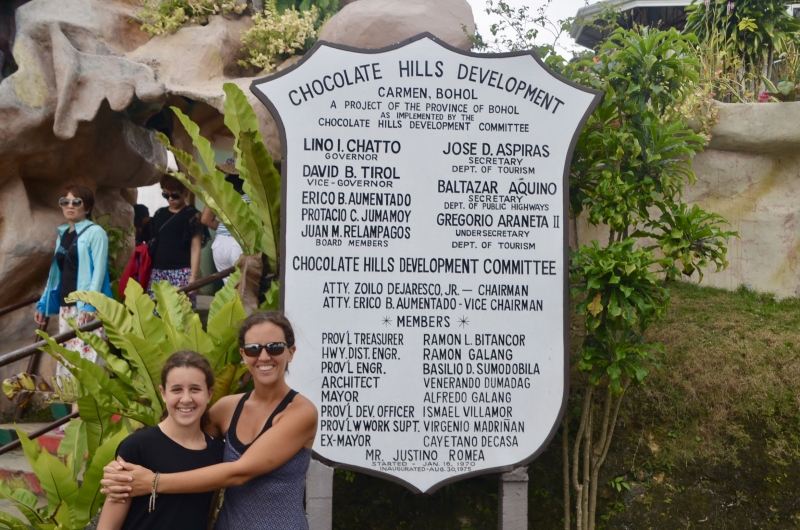 CHOCOLATE HILLS DEVELOPMENT
CARMEN, BOHOL
A PROJECT OF THE PROVINCE OF BOHOL
AS IMPLEMENTED BY THE
CHOCOLATE HILLS DEVELOPMENT COMMITTEE
LINO I. CHATTO
GOVERNOR
DAVID B. TIROL
VICE-GOVERNOR
ERICO B. AUMENTADO
PROTACIO C. JUMAMOY
JUAN M. RELAMPAGOS
BOARD MEMBERS
JOSE D. ASPIRAS
SECRETARY
DEPT. OF TOURISM
BALTAZAR AQUINO
SECRETARY
DEPT. OF PUBLIC HIGHWAYS
GREGORIO ARANETA II
UNDERSECRETARY
DEPT. OF TOURISM
CHOCOLATE HILLS DEVELOPMENT COMMITTEE
ATTY. ZOILO DEJARESCO, JR. — CHAIRMAN
ATTY. ERICO B. AUMENTADO - VICE CHAIRMAN
✳ MEMBERS ✳
PROV'L TREASURER RAMON L. BITANCOR
HWY. DIST. ENGR. RAMON GALANG
PROV'L ENGR. BASILIO D. SUMODOBILA
ARCHITECT VENERANDO DUMADAG
MAYOR ALFREDO GALANG
PROV'L DEV. OFFICER ISMAEL VILLAMOR
PROV'L W WORK SUPT. VIRGENIO MADRIÑAN
EX-MAYOR CAYETANO DECASA
MR. JUSTINO ROMEA
STARTED - JAN. 16, 1970
INAUGURATED - AUG. 30, 1975